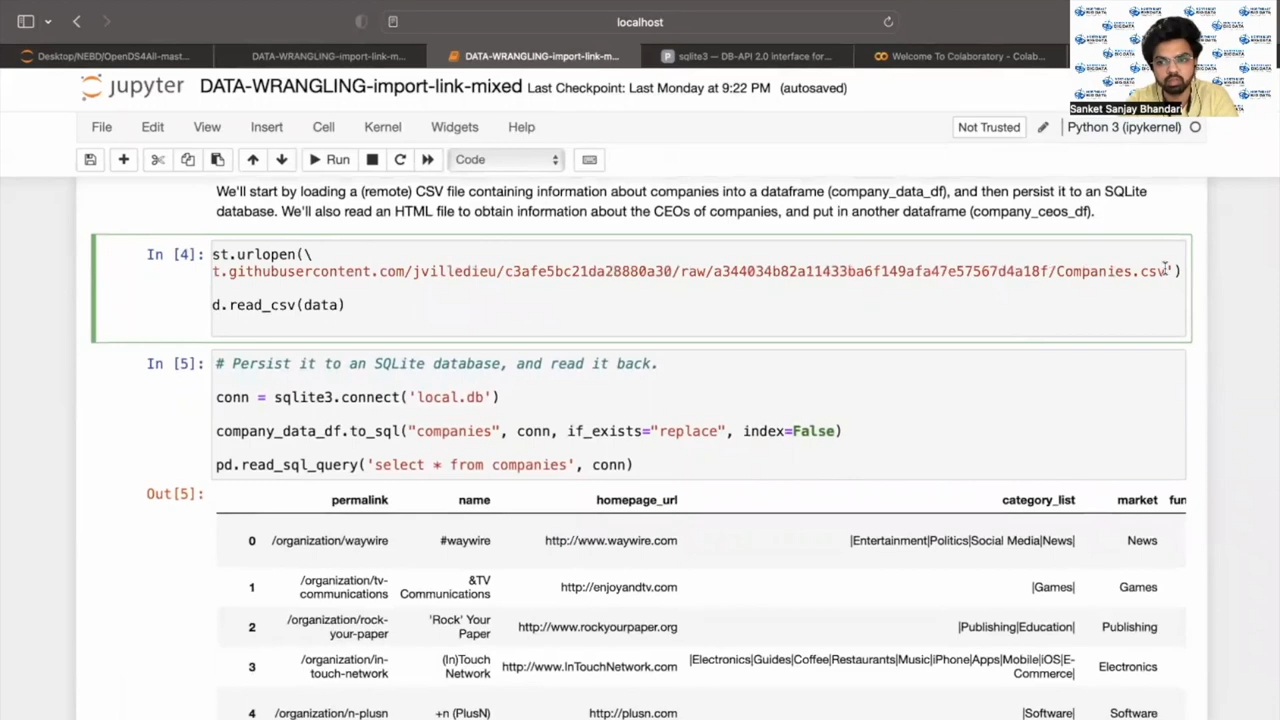 localhost
Desktop/NEBD/OpenDS4All-mast...
DATA-WRANGLING-import-link-m...
DATA-WRANGLING-import-link-m...
sqlite3 — DB-API 2.0 interface for...
Welcome To Colaboratory - Colab...
Sanket Sanjay Bhandari
jupyter DATA-WRANGLING-import-link-mixed Last Checkpoint: Last Monday at 9:22 PM (autosaved)
File Edit View Insert Cell Kernel Widgets Help
Not Trusted
Python 3 (ipykernel)
Run
Code
We'll start by loading a (remote) CSV file containing information about companies into a dataframe (company_data_df), and then persist it to an SQLite
database. We'll also read an HTML file to obtain information about the CEOs of companies, and put in another dataframe (company_ceos_df).
In [4]: st.urlopen(\
t.githubusercontent.com/jvilledieu/c3afe5bc21da28880a30/raw/a344034b82a11433ba6f149afa47e57567d4a18f/Companies.csv')
d.read_csv(data)
In [5]: # Persist it to an SQLite database, and read it back.
conn = sqlite3.connect('local.db')
company_data_df.to_sql("companies", conn, if_exists="replace", index=False)
pd.read_sql_query('select * from companies', conn)
Out[5]:
permalink name homepage_url category_list market fun
0 /organization/waywire #waywire http://www.waywire.com |Entertainment|Politics|Social Media|News| News
1 /organization/tv-communications &TV Communications http://enjoyandtv.com |Games| Games
2 /organization/rock-your-paper 'Rock' Your Paper http://www.rockyourpaper.org |Publishing|Education| Publishing
3 /organization/in-touch-network (In)Touch Network http://www.InTouchNetwork.com |Electronics|Guides|Coffee|Restaurants|Music|iPhone|Apps|Mobile|iOS|E-Commerce| Electronics
4 /organization/n-plusn +n (PlusN) http://plusn.com |Software| Software